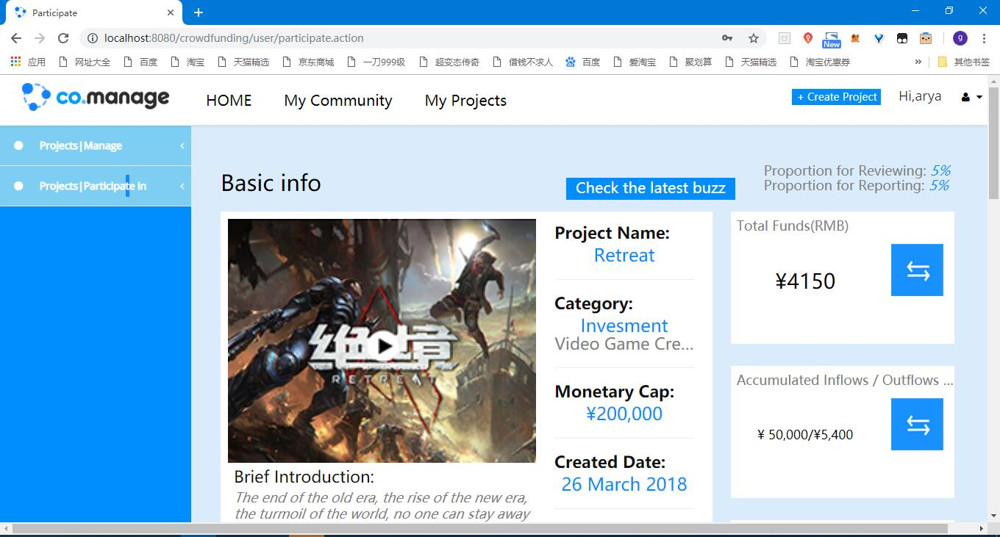 Participate
localhost:8080/crowdfunding/user/participate.action
New
g
应用 网址大全 百度 淘宝 天猫精选 京东商城 一刀999级 超变态传奇 借钱不求人 百度 爱淘宝 聚划算 天猫精选 淘宝优惠券 » 其他书签
co.manage
HOME My Community My Projects
+ Create Project
Hi,arya
Projects|Manage
Projects|Participate in
Basic info
Check the latest buzz
Proportion for Reviewing: 5%
Proportion for Reporting: 5%
绝境
RETREAT
Brief Introduction:
The end of the old era, the rise of the new era,
the turmoil of the world, no one can stay away
Project Name:
Retreat
Category:
Invesment
Video Game Cre...
Monetary Cap:
¥200,000
Created Date:
26 March 2018
Total Funds(RMB)
¥4150
Accumulated Inflows / Outflows ...
¥ 50,000/¥5,400